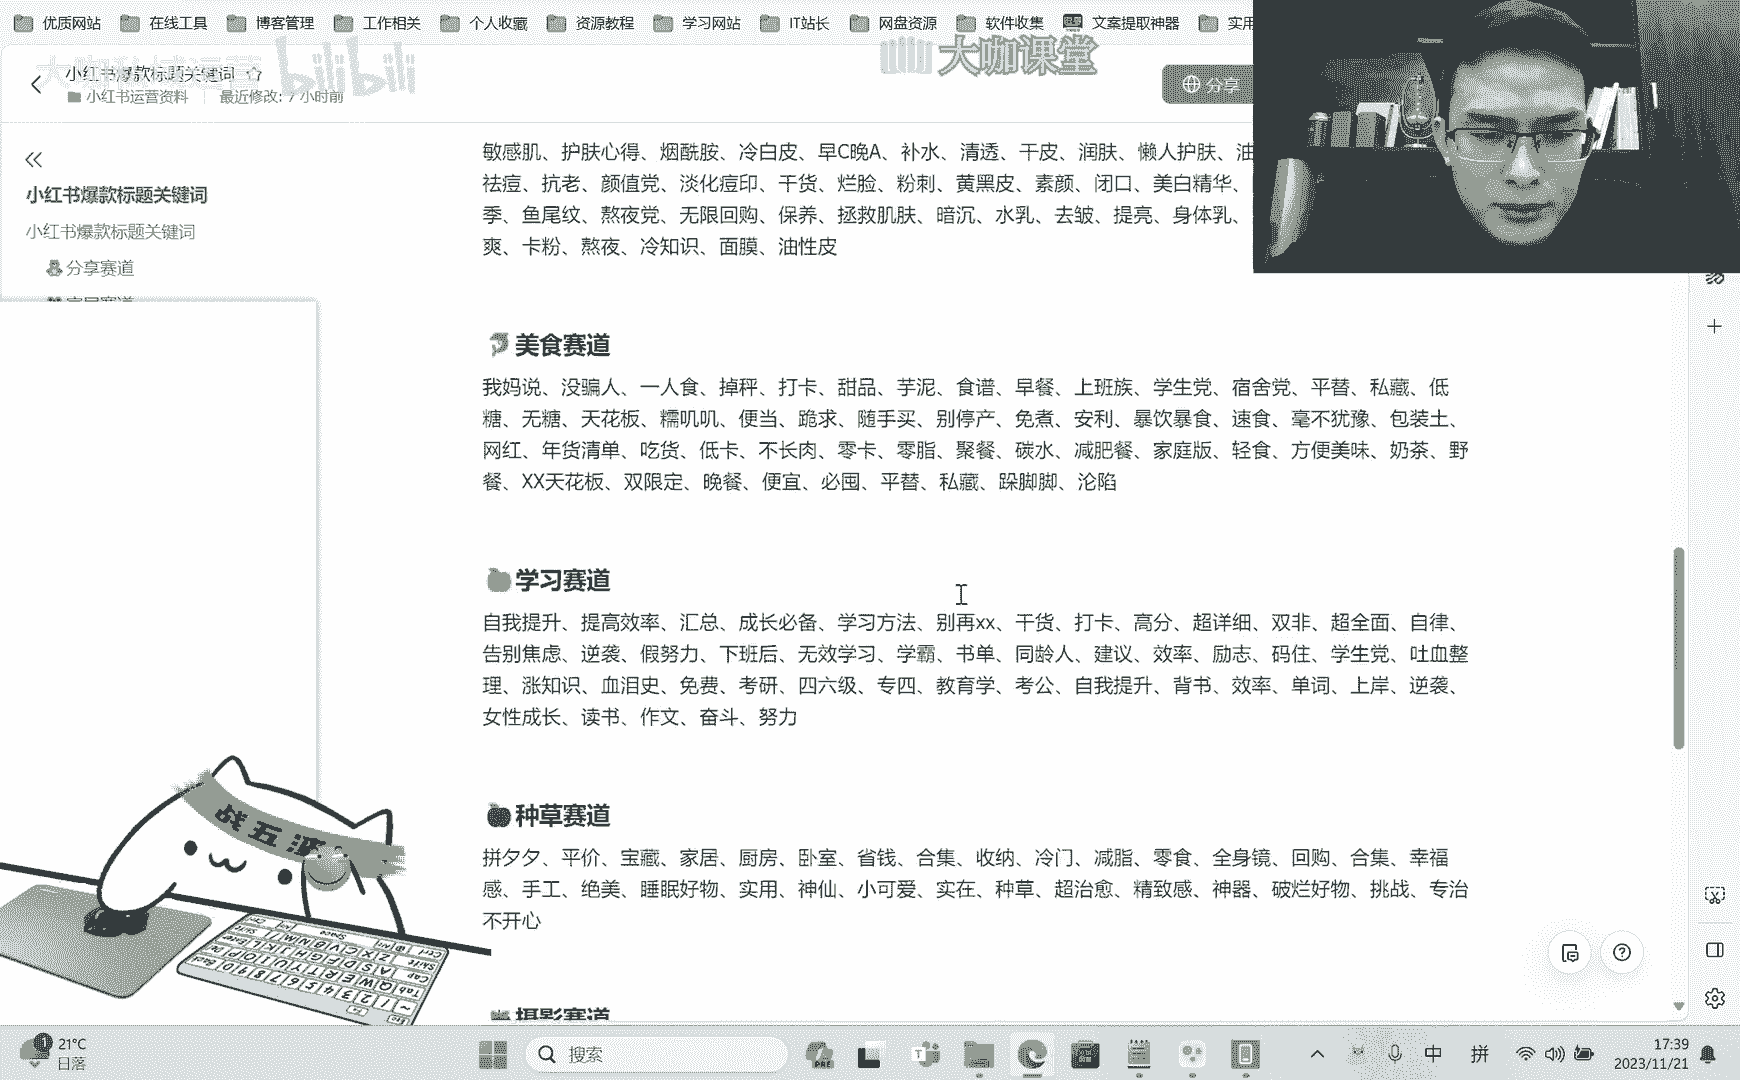 优质网站 在线工具 博客管理 工作相关 个人收藏 资源教程 学习网站 IT站长 网盘资源 软件收集 文案提取神器 实用
bilibili
大咖课堂
小红书爆款标题关键词
小红书运营资料 最近修改: 7 小时前
分享
小红书爆款标题关键词
小红书爆款标题关键词
分享赛道
敏感肌、护肤心得、烟酰胺、冷白皮、早C晚A、补水、清透、干皮、润肤、懒人护肤、油
祛痘、抗老、颜值党、淡化痘印、干货、烂脸、粉刺、黄黑皮、素颜、闭口、美白精华、
季、鱼尾纹、熬夜党、无限回购、保养、拯救肌肤、暗沉、水乳、去皱、提亮、身体乳、
爽、卡粉、熬夜、冷知识、面膜、油性皮
美食赛道
我妈说、没骗人、一人食、掉秤、打卡、甜品、芋泥、食谱、早餐、上班族、学生党、宿舍党、平替、私藏、低
糖、无糖、天花板、糯叽叽、便当、跪求、随手买、别停产、免煮、安利、暴饮暴食、速食、毫不犹豫、包装土、
网红、年货清单、吃货、低卡、不长肉、零卡、零脂、聚餐、碳水、减肥餐、家庭版、轻食、方便美味、奶茶、野
餐、XX天花板、双限定、晚餐、便宜、必囤、平替、私藏、跺脚脚、沦陷
学习赛道
自我提升、提高效率、汇总、成长必备、学习方法、别再xx、干货、打卡、高分、超详细、双非、超全面、自律、
告别焦虑、逆袭、假努力、下班后、无效学习、学霸、书单、同龄人、建议、效率、励志、码住、学生党、吐血整
理、涨知识、血泪史、免费、考研、四六级、专四、教育学、考公、自我提升、背书、效率、单词、上岸、逆袭、
女性成长、读书、作文、奋斗、努力
种草赛道
拼夕夕、平价、宝藏、家居、厨房、卧室、省钱、合集、收纳、冷门、减脂、零食、全身镜、回购、合集、幸福
感、手工、绝美、睡眠好物、实用、神仙、小可爱、实在、种草、超治愈、精致感、神器、破烂好物、挑战、专治
不开心
摄影赛道
战五渣
21°C
日落
搜索
中 拼
17:39
2023/11/21